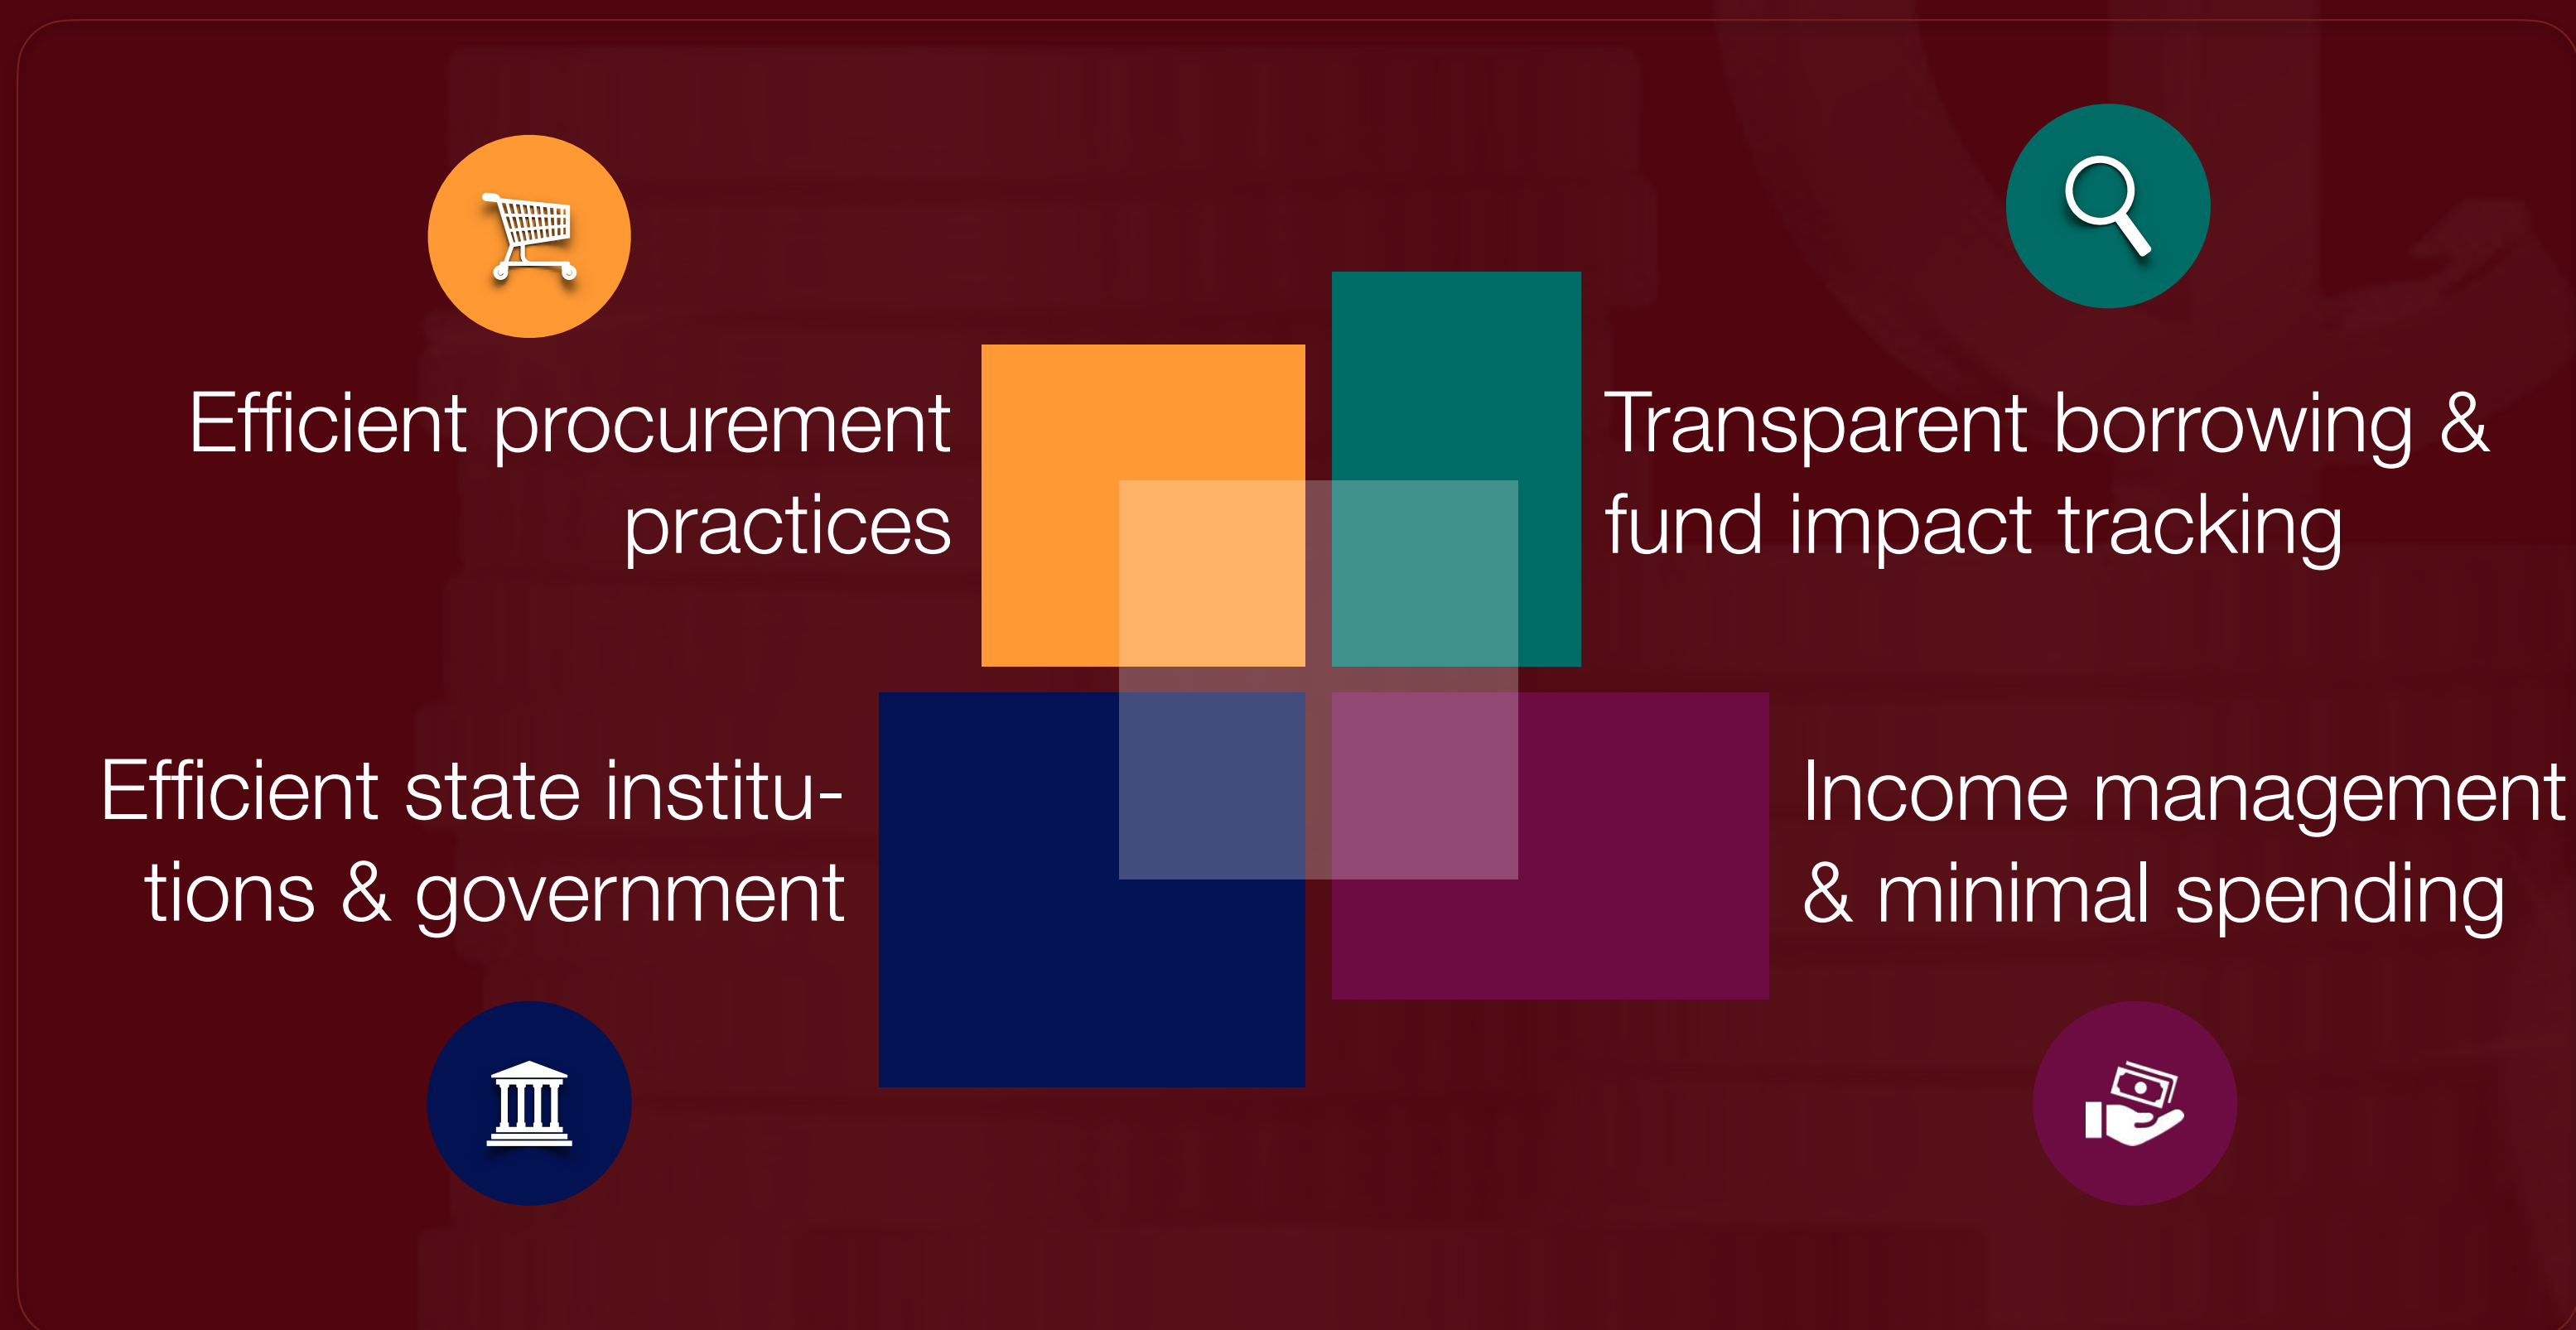 Efficient procurement
practices
Transparent borrowing &
fund impact tracking
Efficient state institu-
tions & government
Income management
& minimal spending